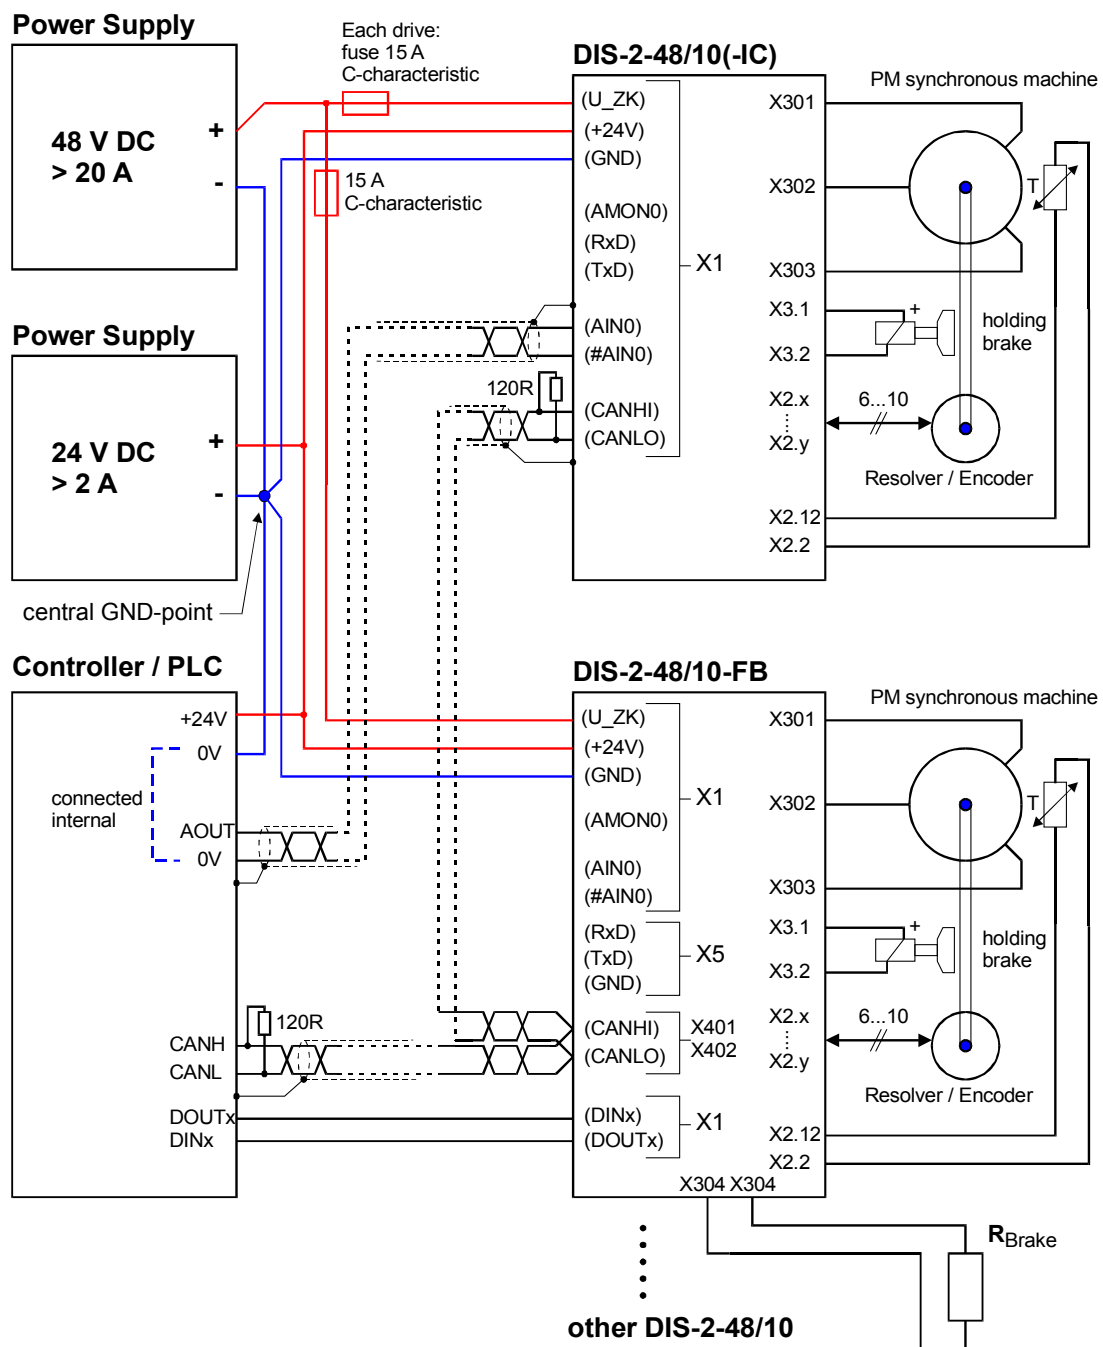 Power Supply
48 V DC
> 20 A
+
-
Each drive:
fuse 15 A
C-characteristic
15 A
C-characteristic
DIS-2-48/10(-IC)
(U_ZK)
(+24V)
(GND)
(AMON0)
(RxD)
(TxD)
X1
(AIN0)
(#AIN0)
120R
(CANHI)
(CANLO)
PM synchronous machine
X301
X302
T
X303
X3.1
+
X3.2
holding
brake
X2.x
X2.y
6...10
Resolver / Encoder
X2.12
X2.2
Power Supply
24 V DC
> 2 A
+
-
central GND-point
Controller / PLC
+24V
0V
connected
internal
AOUT
0V
120R
CANH
CANL
DOUTx
DINx
DIS-2-48/10-FB
(U_ZK)
(+24V)
(GND)
X1
(AMON0)
(AIN0)
(#AIN0)
(RxD)
(TxD)
(GND)
X5
(CANHI)
(CANLO)
X401
X402
(DINx)
(DOUTx)
X1
PM synchronous machine
X301
X302
T
X303
X3.1
+
X3.2
holding
brake
X2.x
X2.y
6...10
Resolver / Encoder
X2.12
X2.2
X304 X304
RBrake
other DIS-2-48/10